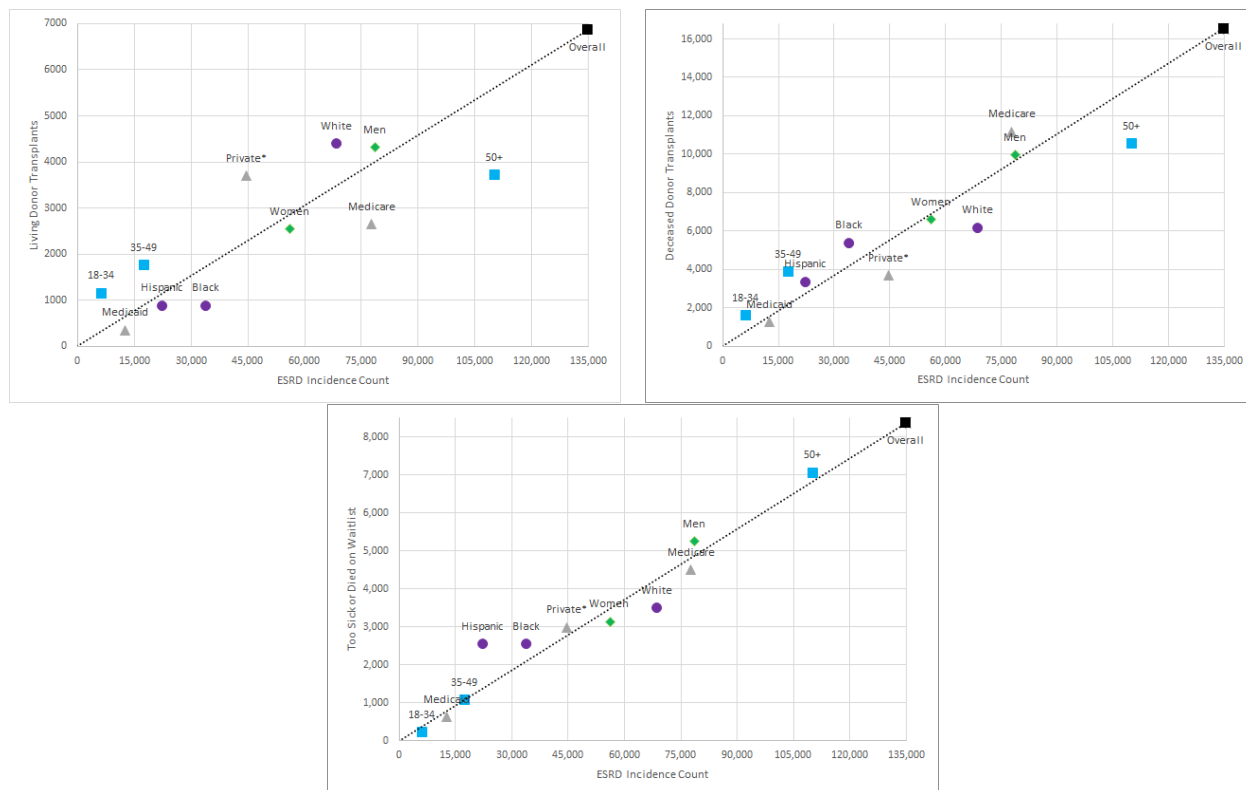 7000
6000
5000
4000
3000
2000
1000
0
Living Donor Transplants
Overall
White
Men
Private*
50+
Women
Medicare
35-49
18-34
Hispanic
Black
Medicaid
0 15,000 30,000 45,000 60,000 75,000 90,000 105,000 120,000 135,000
ESRD Incidence Count
16,000
14,000
12,000
10,000
8,000
6,000
4,000
2,000
0
Deceased Donor Transplants
Overall
Medicare
50+
Men
Women
White
Black
35-49
Hispanic
Private*
18-34
Medicaid
0 15,000 30,000 45,000 60,000 75,000 90,000 105,000 120,000 135,000
ESRD Incidence Count
8,000
7,000
6,000
5,000
4,000
3,000
2,000
1,000
0
Too Sick or Died on Waitlist
Overall
50+
Men
Medicare
White
Private*
Women
Hispanic
Black
35-49
Medicaid
18-34
0 15,000 30,000 45,000 60,000 75,000 90,000 105,000 120,000 135,000
ESRD Incidence Count